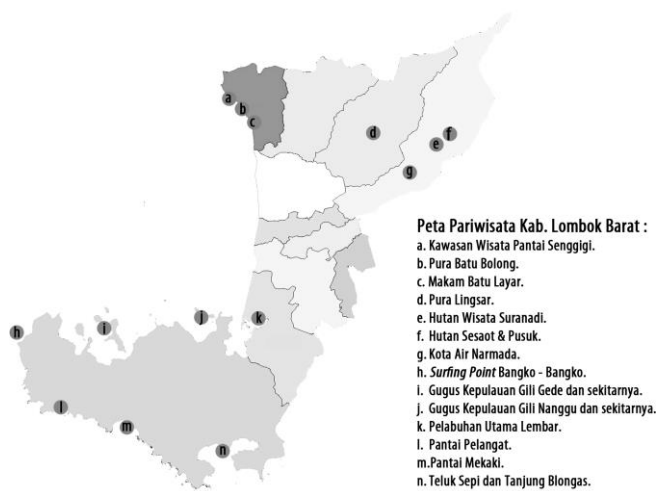 a
b
c
d
e
f
g
h
i
j
k
l
m
n
Peta Pariwisata Kab. Lombok Barat :
a. Kawasan Wisata Pantai Senggigi.
b. Pura Batu Bolong.
c. Makam Batu Layar.
d. Pura Lingsar.
e. Hutan Wisata Suranadi.
f. Hutan Sesaot & Pusuk.
g. Kota Air Narmada.
h. Surfing Point Bangko - Bangko.
i. Gugus Kepulauan Gili Gede dan sekitarnya.
j. Gugus Kepulauan Gili Nanggu dan sekitarnya.
k. Pelabuhan Utama Lembar.
l. Pantai Pelangat.
m.Pantai Mekaki.
n. Teluk Sepi dan Tanjung Blongas.